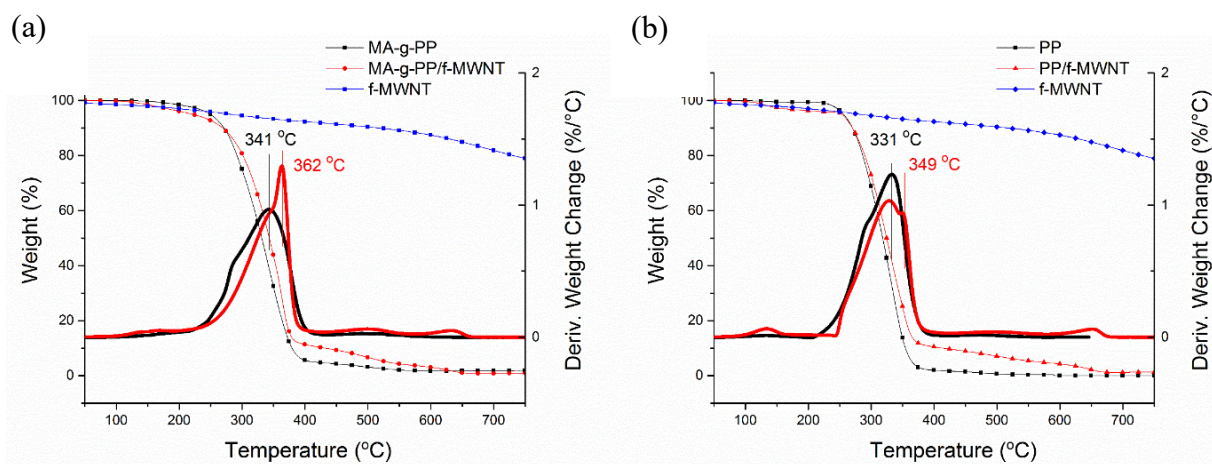 (a)
MA-g-PP
MA-g-PP/f-MWNT
f-MWNT
341 °C
362 °C
100
80
60
40
20
0
Weight (%)
2
1
0
Deriv. Weight Change (%/°C)
100 200 300 400 500 600 700
Temperature (°C)
(b)
PP
PP/f-MWNT
f-MWNT
331 °C
349 °C
100
80
60
40
20
0
Weight (%)
2
1
0
Deriv. Weight Change (%/°C)
100 200 300 400 500 600 700
Temperature (°C)